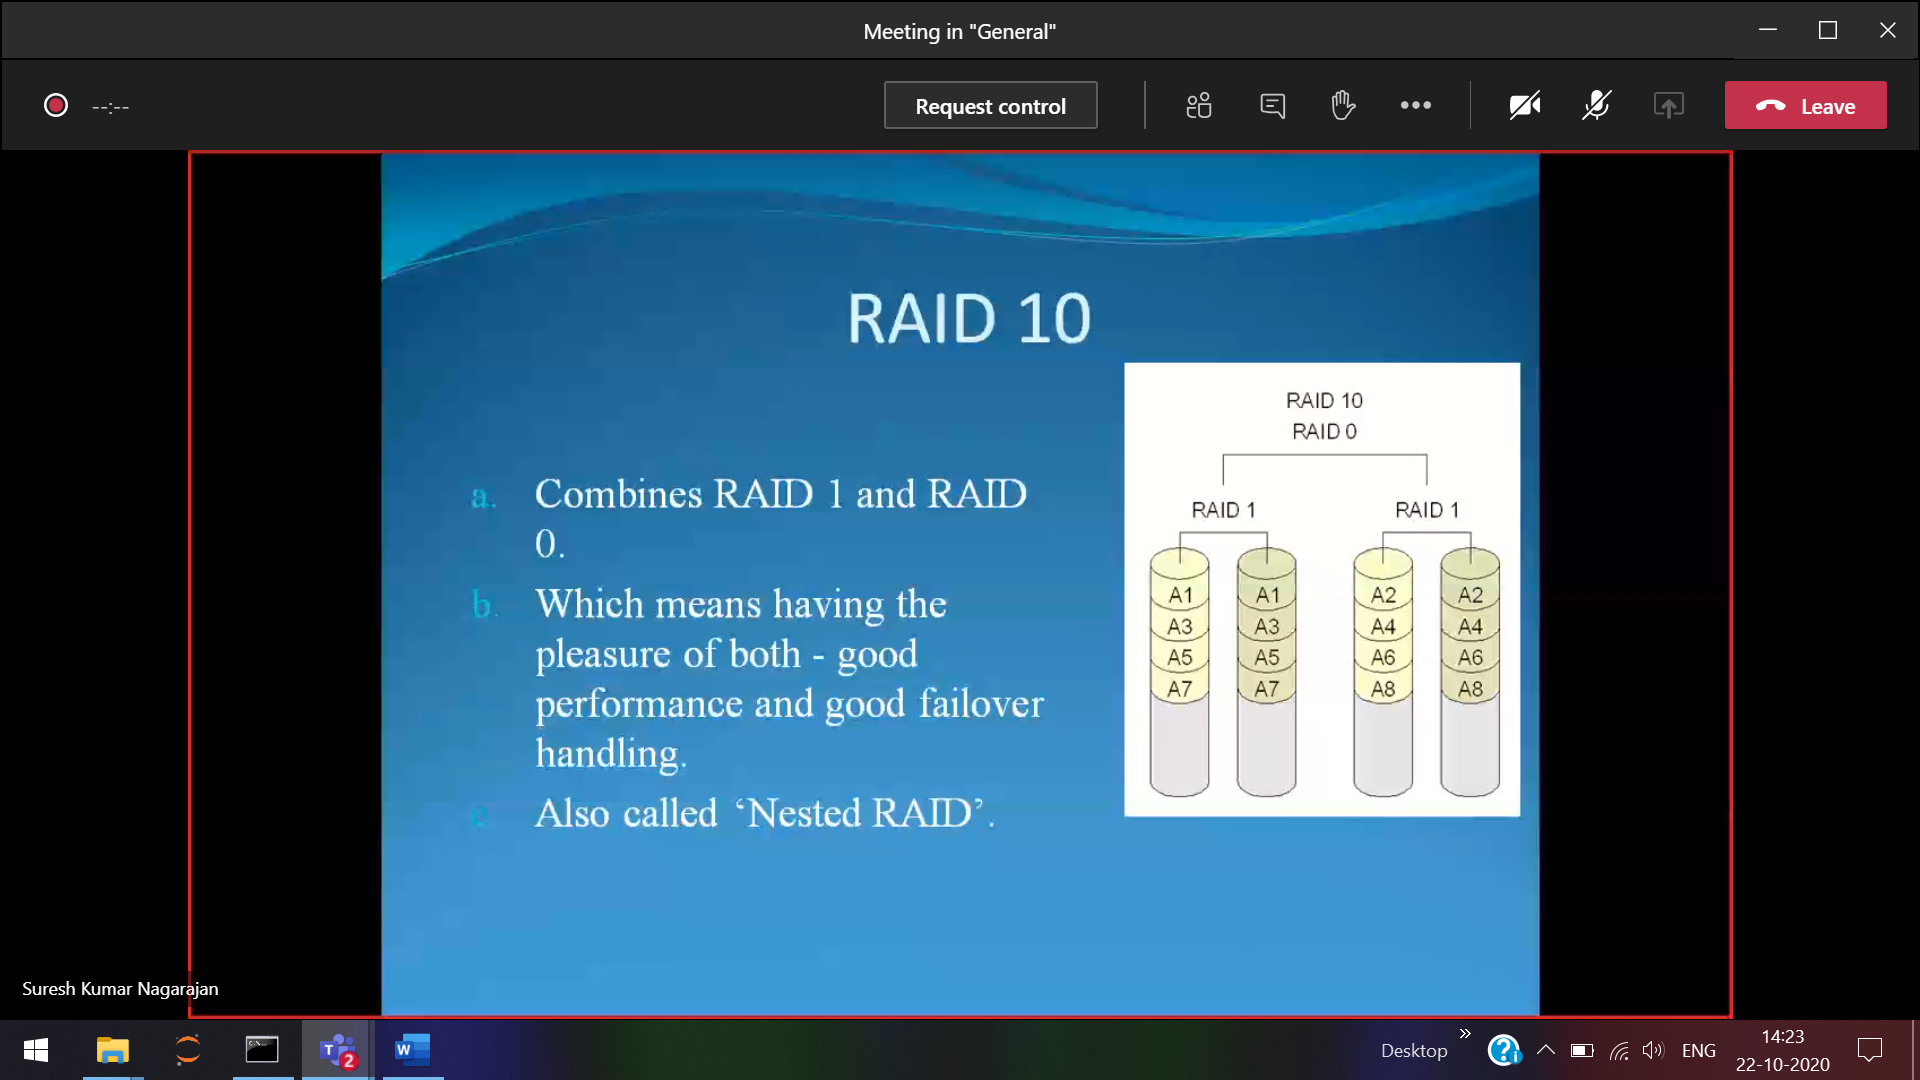 Meeting in "General"
--:--
Request control
Leave
RAID 10
a. Combines RAID 1 and RAID
0.
b. Which means having the
pleasure of both - good
performance and good failover
handling.
c. Also called ‘Nested RAID’.
RAID 10
RAID 0
RAID 1 RAID 1
A1 A1 A2 A2
A3 A3 A4 A4
A5 A5 A6 A6
A7 A7 A8 A8
Suresh Kumar Nagarajan
T 2
W
Desktop
ENG
14:23
22-10-2020